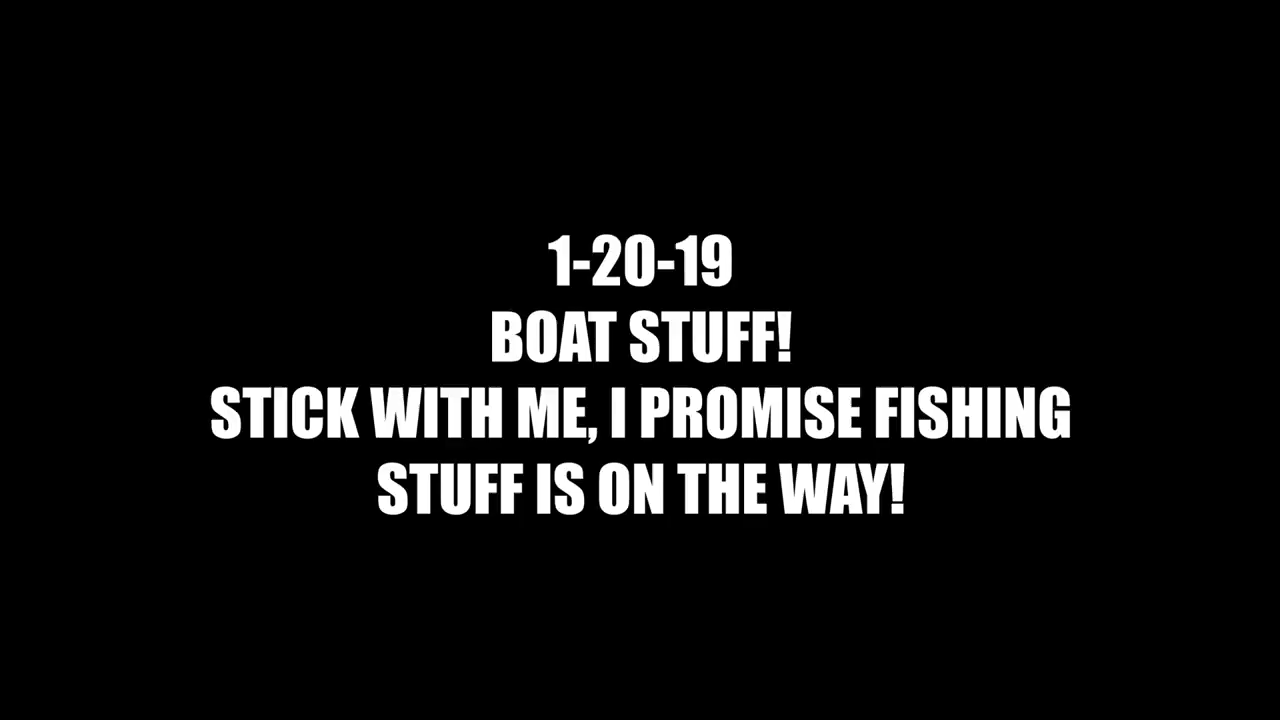 1-20-19
BOAT STUFF!
STICK WITH ME, I PROMISE FISHING
STUFF IS ON THE WAY!